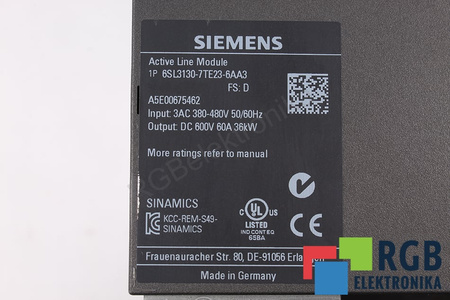 SIEMENS
Active Line Module
1P 6SL3130-7TE23-6AA3
FS: D
A5E00675462
Input: 3AC 380-480V 50/60Hz
Output: DC 600V 60A 36kW
More ratings refer to manual
SINAMICS
KCC-REM-S49-
SINAMICS
C UL US
LISTED
IND CONT EQ
65BA
CE
Frauenauracher Str. 80, DE-91056
Made in Germany
RGB
ELEKTRONIKA